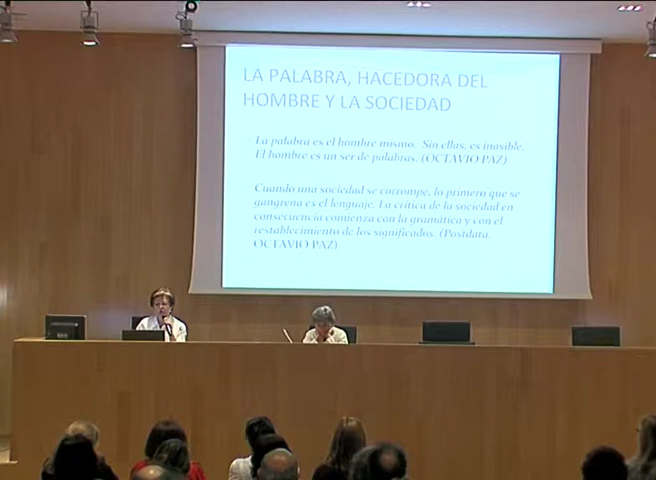 LA PALABRA, HACEDORA DEL
HOMBRE Y LA SOCIEDAD
La palabra es el hombre mismo. Sin ellas, es inasible.
El hombre es un ser de palabras. (OCTAVIO PAZ)
Cuando una sociedad se corrompe, lo primero que se
gangrena es el lenguaje. La crítica de la sociedad en
consecuencia comienza con la gramática y con el
restablecimiento de los significados. (Postdata.
OCTAVIO PAZ)